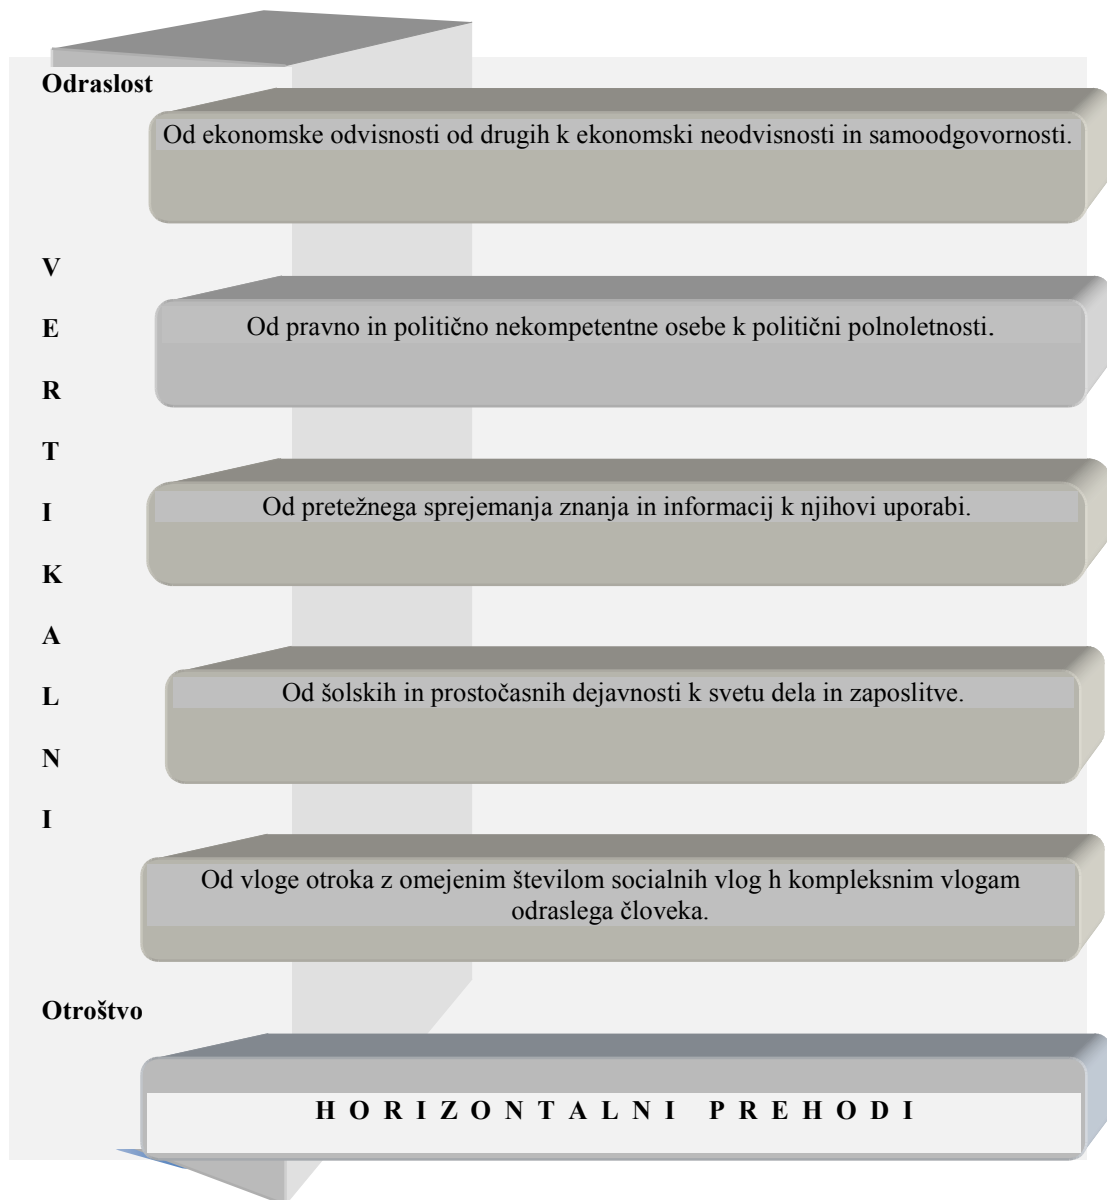 Odraslost
Od ekonomske odvisnosti od drugih k ekonomski neodvisnosti in samoodgovornosti.
V
E
R
T
I
K
A
L
N
I
Od pravno in politično nekompetentne osebe k politični polnoletnosti.
Od pretežnega sprejemanja znanja in informacij k njihovi uporabi.
Od šolskih in prostočasnih dejavnosti k svetu dela in zaposlitve.
Od vloge otroka z omejenim številom socialnih vlog h kompleksnim vlogam
odraslega človeka.
Otroštvo
H O R I Z O N T A L N I P R E H O D I